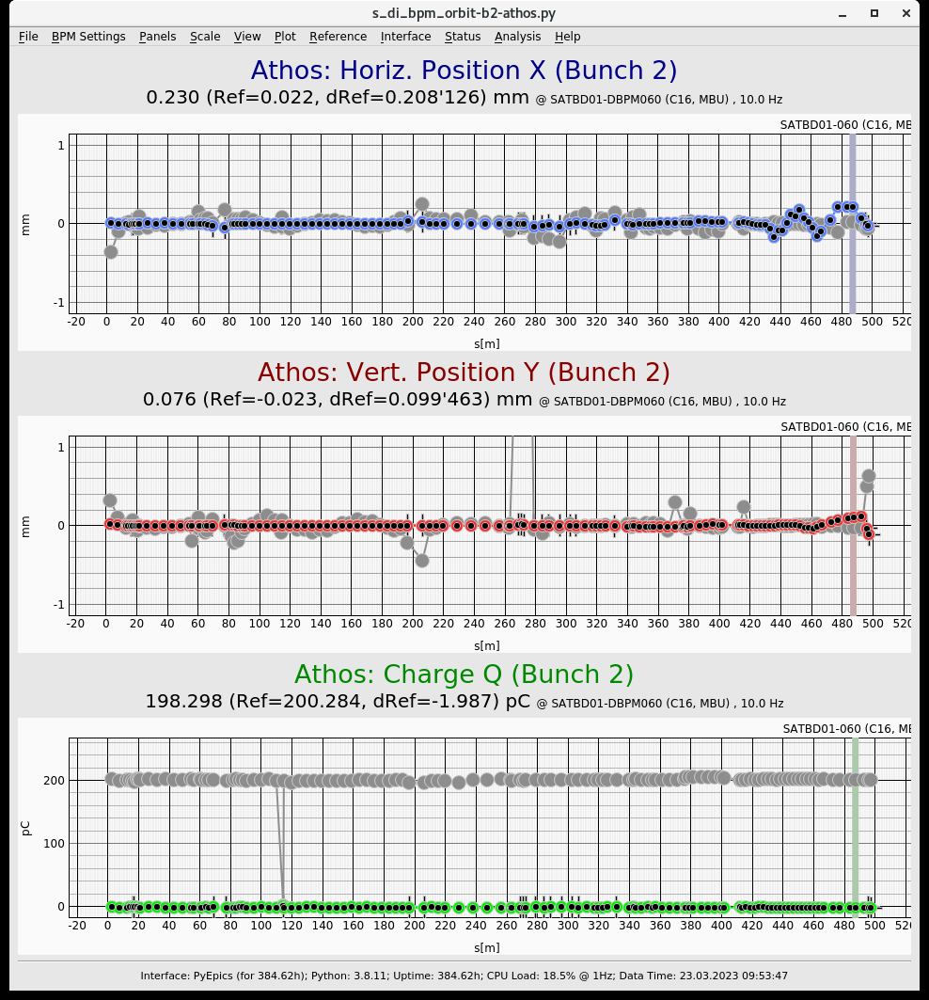 s_di_bpm_orbit-b2-athos.py
File BPM Settings Panels Scale View Plot Reference Interface Status Analysis Help
Athos: Horiz. Position X (Bunch 2)
0.230 (Ref=0.022, dRef=0.208'126) mm @ SATBD01-DBPM060 (C16, MBU) , 10.0 Hz
SATBD01-060 (C16, MB
1
0
-1
mm
-20 0 20 40 60 80 100 120 140 160 180 200 220 240 260 280 300 320 340 360 380 400 420 440 460 480 500 520
s[m]
Athos: Vert. Position Y (Bunch 2)
0.076 (Ref=-0.023, dRef=0.099'463) mm @ SATBD01-DBPM060 (C16, MBU) , 10.0 Hz
SATBD01-060 (C16, MB
1
0
-1
mm
-20 0 20 40 60 80 100 120 140 160 180 200 220 240 260 280 300 320 340 360 380 400 420 440 460 480 500 520
s[m]
Athos: Charge Q (Bunch 2)
198.298 (Ref=200.284, dRef=-1.987) pC @ SATBD01-DBPM060 (C16, MBU) , 10.0 Hz
SATBD01-060 (C16, ME
200
100
0
pC
-20 0 20 40 60 80 100 120 140 160 180 200 220 240 260 280 300 320 340 360 380 400 420 440 460 480 500 52
s[m]
Interface: PyEpics (for 384.62h); Python: 3.8.11; Uptime: 384.62h; CPU Load: 18.5% @ 1Hz; Data Time: 23.03.2023 09:53:47